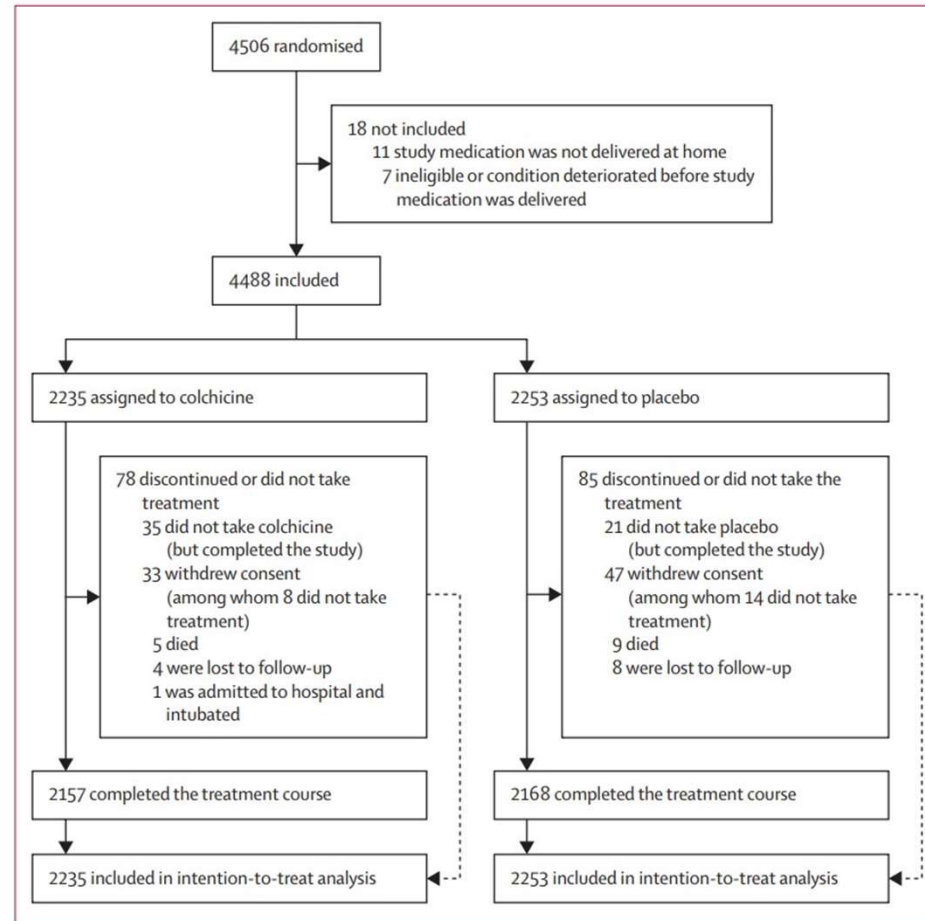 4506 randomised
18 not included
11 study medication was not delivered at home
7 ineligible or condition deteriorated before study
medication was delivered
4488 included
2235 assigned to colchicine
2253 assigned to placebo
78 discontinued or did not take
treatment
35 did not take colchicine
(but completed the study)
33 withdrew consent
(among whom 8 did not take
treatment)
5 died
4 were lost to follow-up
1 was admitted to hospital and
intubated
85 discontinued or did not take the
treatment
21 did not take placebo
(but completed the study)
47 withdrew consent
(among whom 14 did not take
treatment)
9 died
8 were lost to follow-up
2157 completed the treatment course
2168 completed the treatment course
2235 included in intention-to-treat analysis
2253 included in intention-to-treat analysis